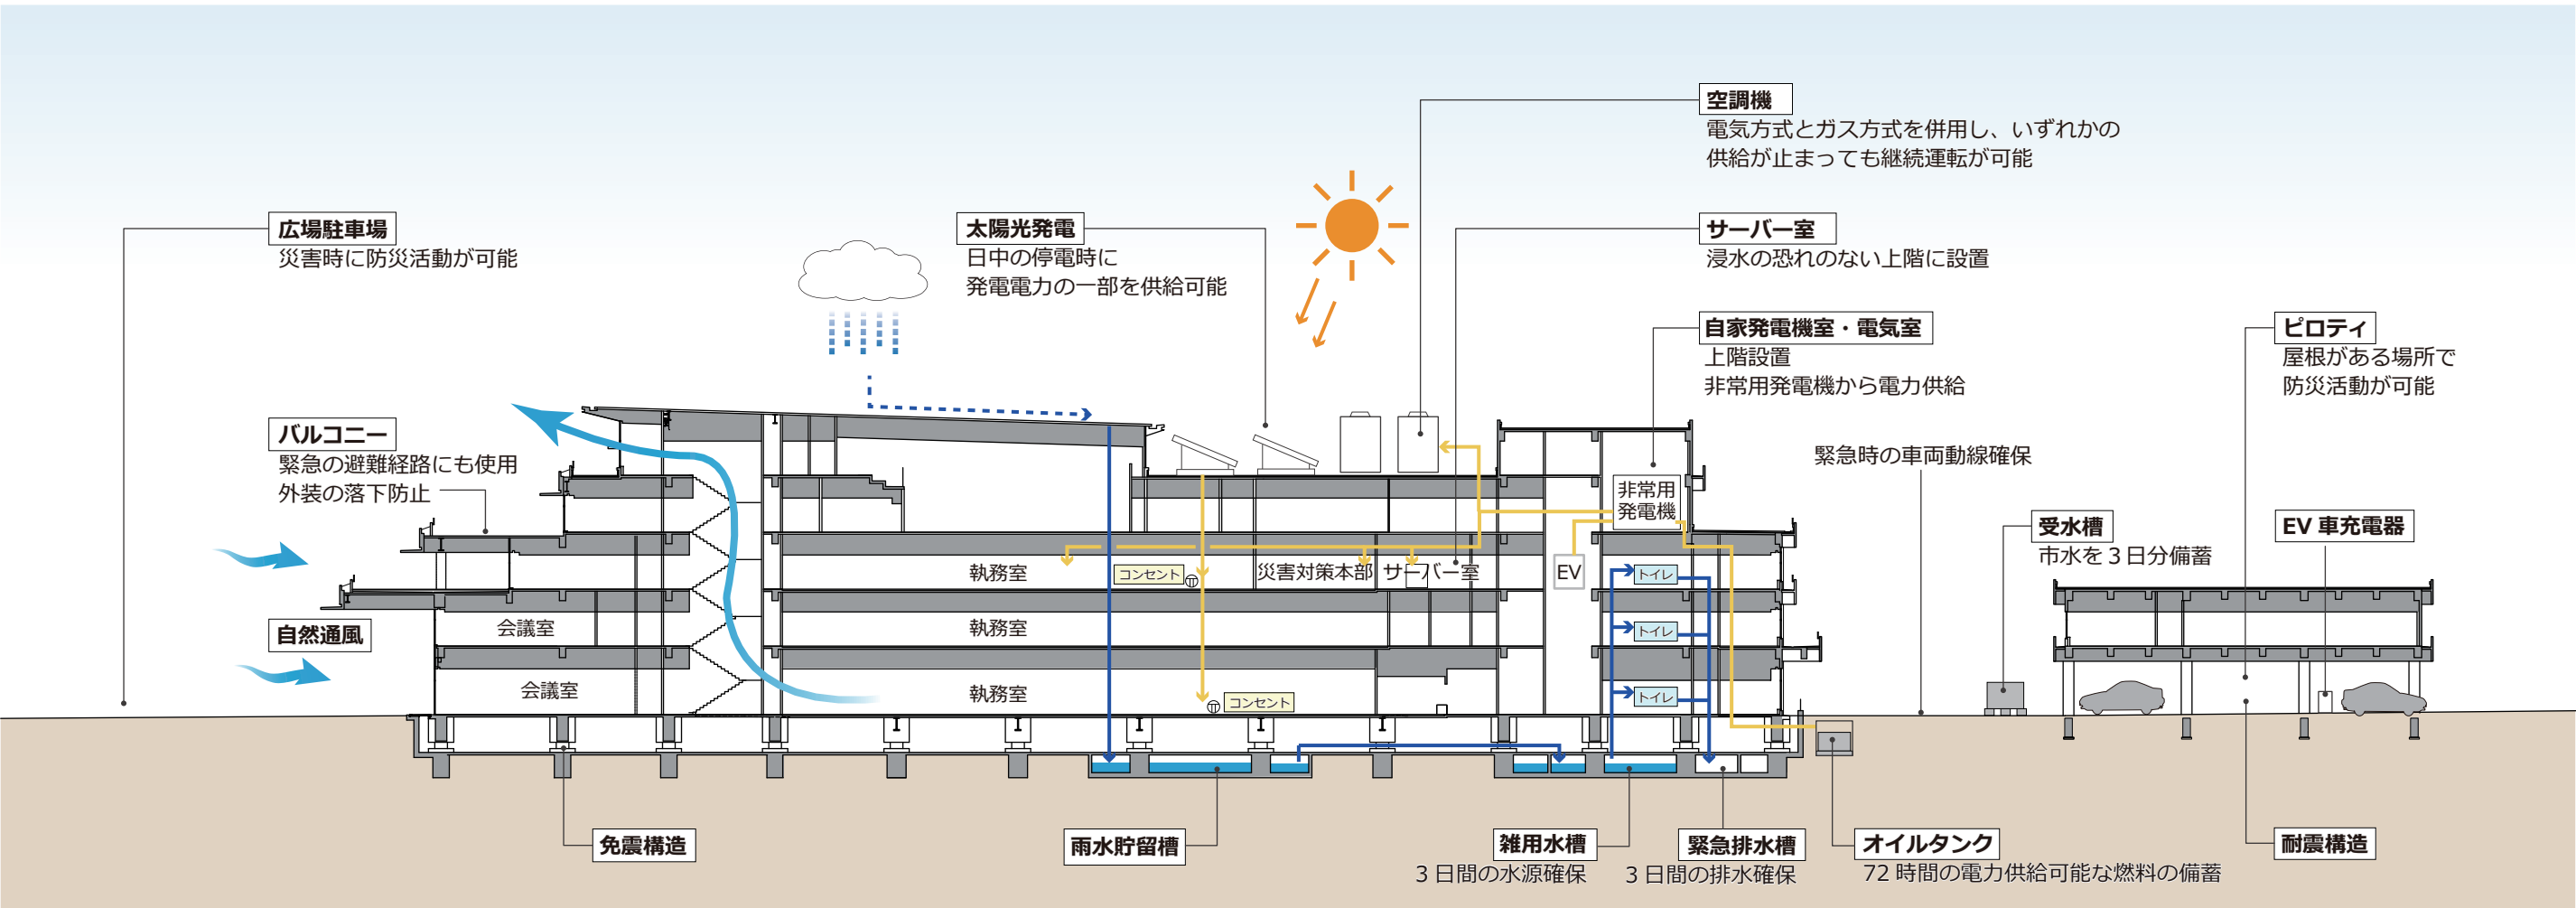 空調機
電気方式とガス方式を併用し、いずれかの
供給が止まっても継続運転が可能
広場駐車場
災害時に防災活動が可能
太陽光発電
日中の停電時に
発電電力の一部を供給可能
サーバー室
浸水の恐れのない上階に設置
自家発電機室・電気室
上階設置
非常用発電機から電力供給
ピロティ
屋根がある場所で
防災活動が可能
バルコニー
緊急の避難経路にも使用
外装の落下防止
緊急時の車両動線確保
非常用
発電機
受水槽
市水を3日分備蓄
EV車充電器
執務室
コンセント
災害対策本部
サーバー室
EV
トイレ
自然通風
会議室
執務室
トイレ
会議室
執務室
コンセント
トイレ
免震構造
雨水貯留槽
雑用水槽
3日間の水源確保
緊急排水槽
3日間の排水確保
オイルタンク
72時間の電力供給可能な燃料の備蓄
耐震構造